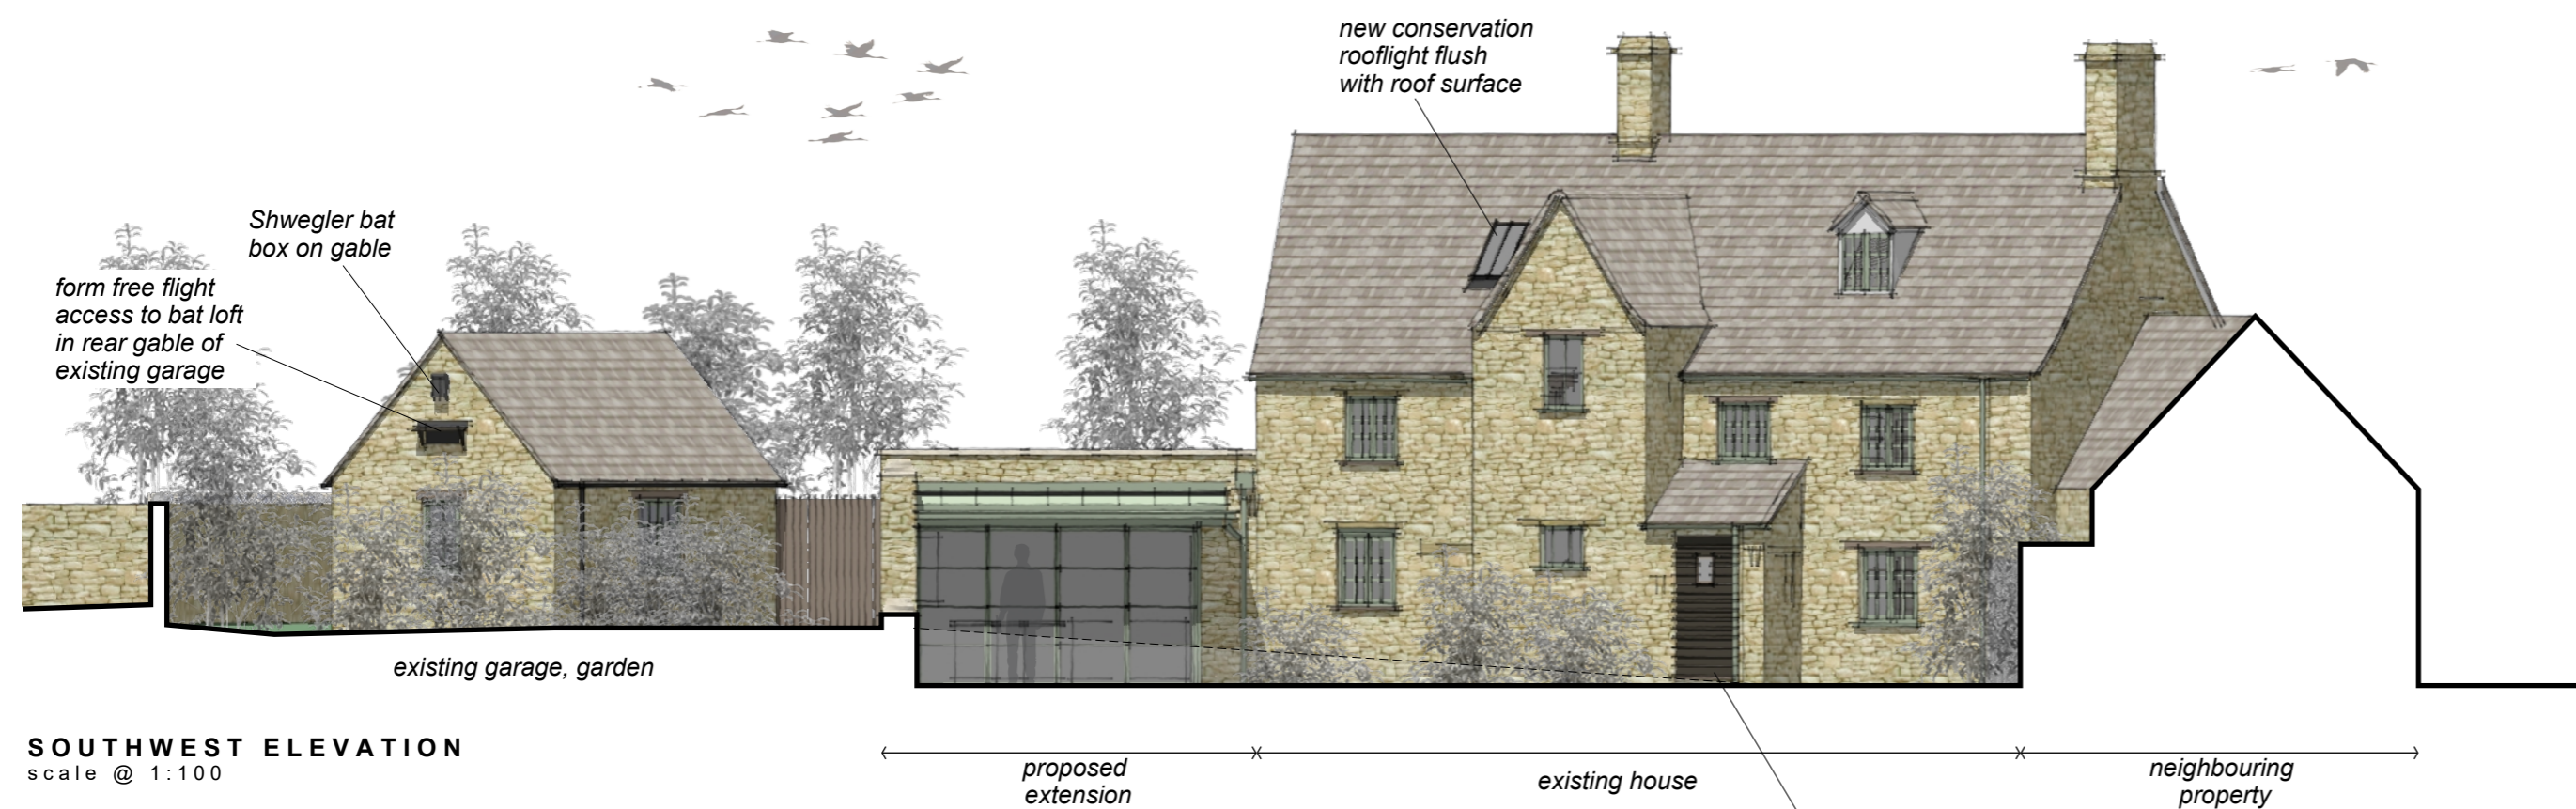 new conservation
rooflight flush
with roof surface
Shwegler bat
box on gable
form free flight
access to bat loft
in rear gable of
existing garage
existing garage, garden
SOUTHWEST ELEVATION
scale @ 1:100
proposed
extension
existing house
neighbouring
property